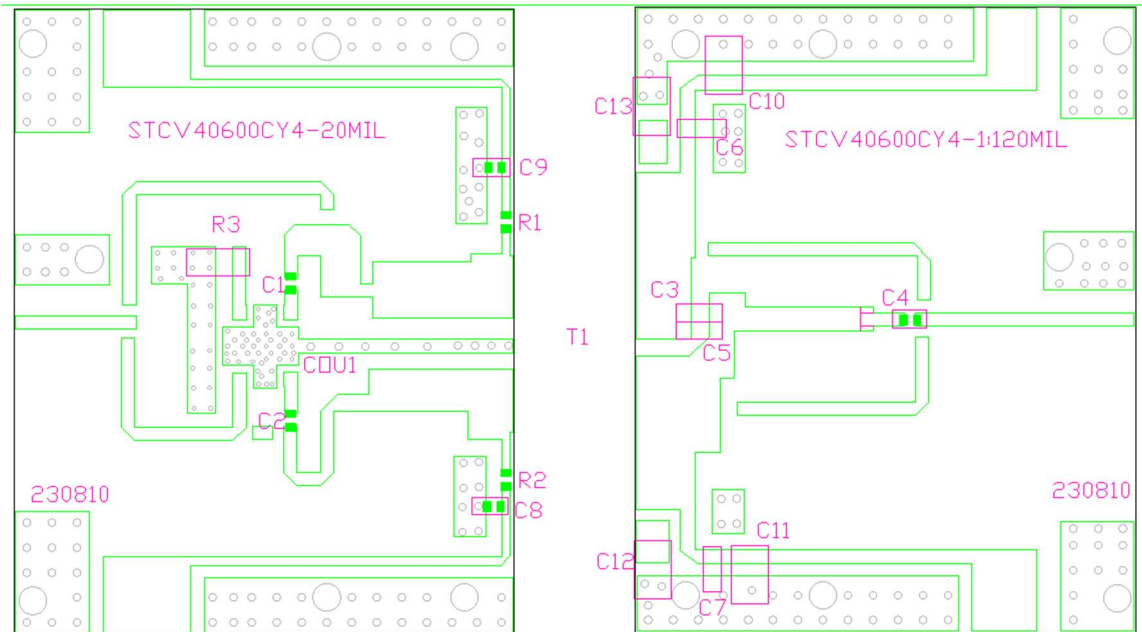 C10
C13
STCV40600CY4-20MIL
C6
STCV40600CY4-1:120MIL
C9
R3
R1
C1
C3
C4
T1
C5
COU1
C2
R2
230810
230810
C8
C11
C12
C7